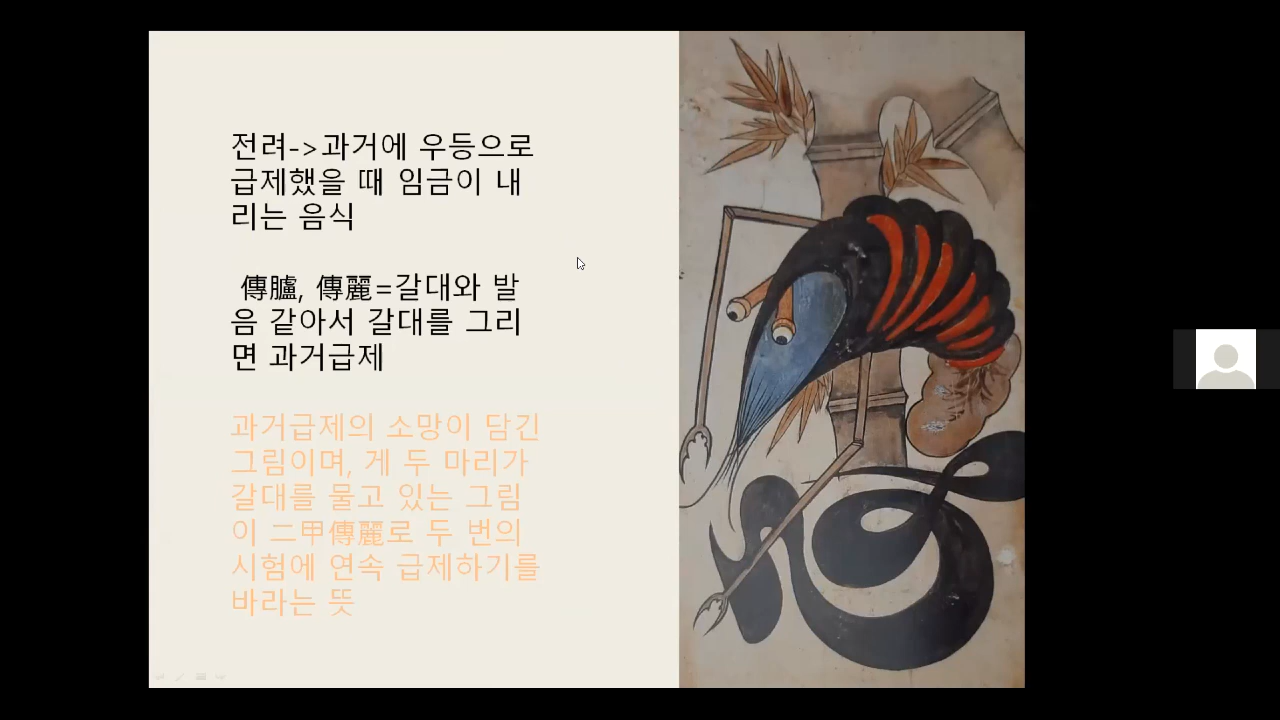 전려->과거에 우등으로
급제했을 때 임금이 내
리는 음식
傳臚, 傳麗=갈대와 발
음 같아서 갈대를 그리
면 과거급제
과거급제의 소망이 담긴
그림이며, 게 두 마리가
갈대를 물고 있는 그림
이 二甲傳麗로 두 번의
시험에 연속 급제하기를
바라는 뜻